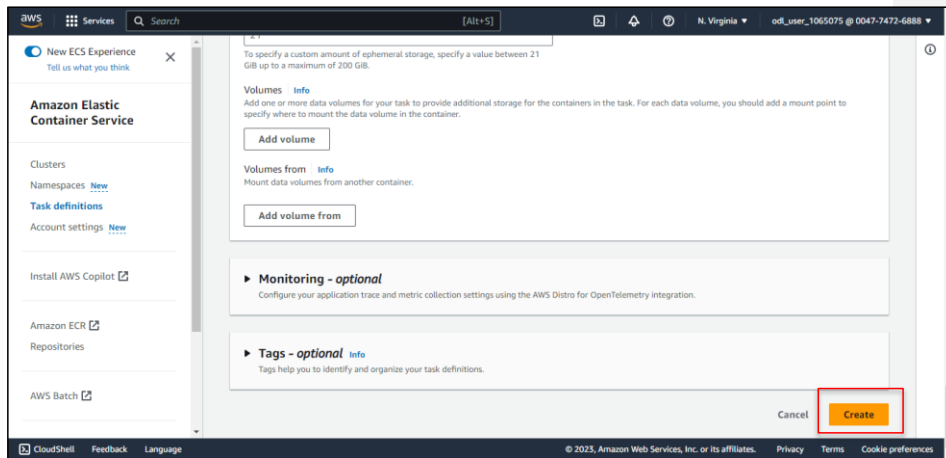 aws Services Search [Alt+S] N. Virginia odl_user_1065075 @ 0047-7472-6888
New ECS Experience
Tell us what you think
Amazon Elastic
Container Service
Clusters
Namespaces New
Task definitions
Account settings New
Install AWS Copilot
Amazon ECR
Repositories
AWS Batch
To specify a custom amount of ephemeral storage, specify a value between 21
GiB up to a maximum of 200 GiB.
Volumes Info
Add one or more data volumes for your task to provide additional storage for the containers in the task. For each data volume, you should add a mount point to
specify where to mount the data volume in the container.
Add volume
Volumes from Info
Mount data volumes from another container.
Add volume from
Monitoring - optional
Configure your application trace and metric collection settings using the AWS Distro for OpenTelemetry integration.
Tags - optional Info
Tags help you to identify and organize your task definitions.
Cancel Create
CloudShell Feedback Language © 2023, Amazon Web Services, Inc. or its affiliates. Privacy Terms Cookie preferences